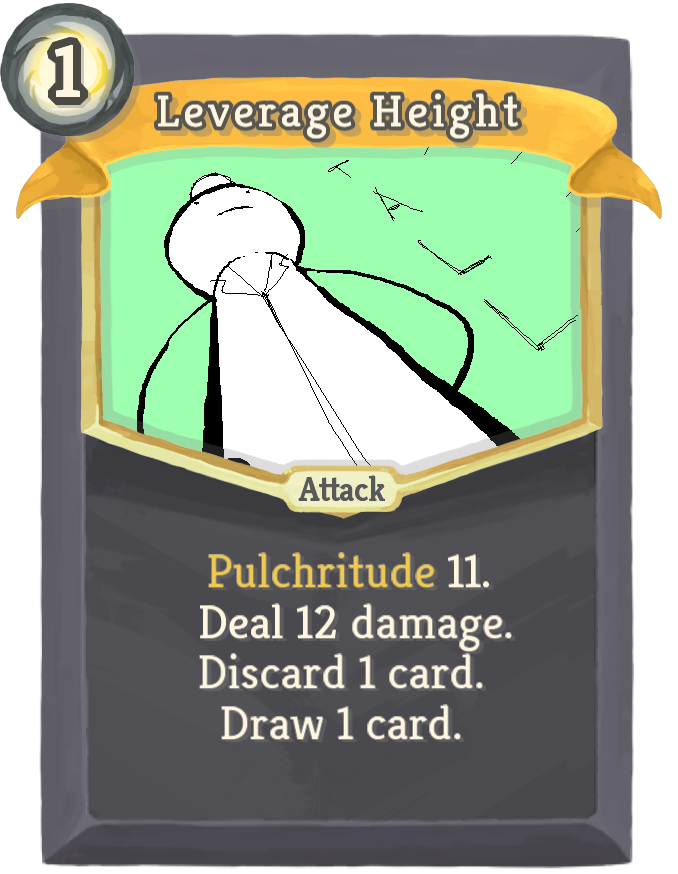 1
Leverage Height
Attack
Pulchritude 11.
Deal 12 damage.
Discard 1 card.
Draw 1 card.